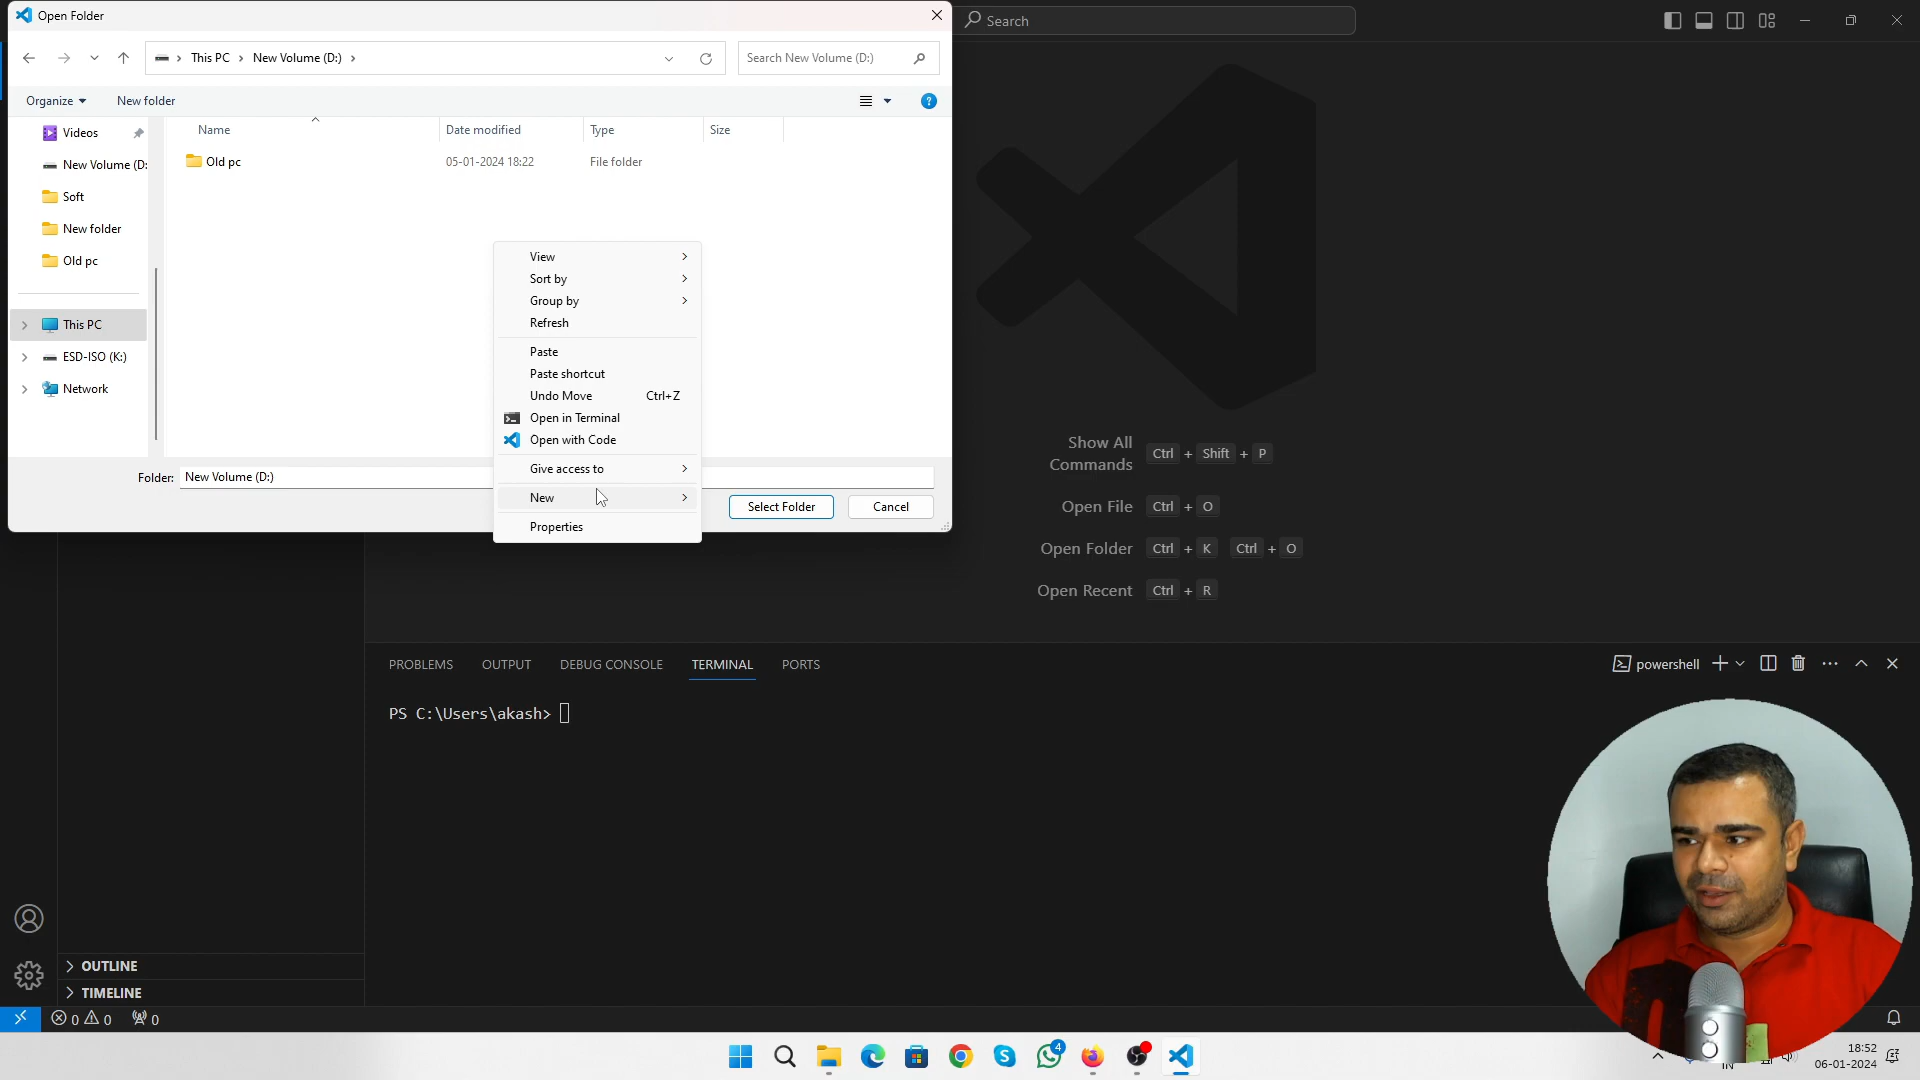 Open Folder
Search
This PC
New Volume (D:)
Search New Volume (D:)
Organize
New folder
?
Name
Date modified
Type
Size
Videos
New Volume (D:
Soft
New folder
Old pc
This PC
ESD-ISO (K:)
Network
Old pc
05-01-2024 18:22
File folder
View
Sort by
Group by
Refresh
Paste
Paste shortcut
Undo Move Ctrl+Z
Open in Terminal
Open with Code
Give access to
New
Properties
Folder: New Volume (D:)
Select Folder
Cancel
Show All Commands Ctrl + Shift + P
Open File Ctrl + O
Open Folder Ctrl + K Ctrl + O
Open Recent Ctrl + R
PROBLEMS
OUTPUT
DEBUG CONSOLE
TERMINAL
PORTS
powershell
PS C:\Users\akash>
OUTLINE
TIMELINE
0
0
0
4
IN
18:52
06-01-2024